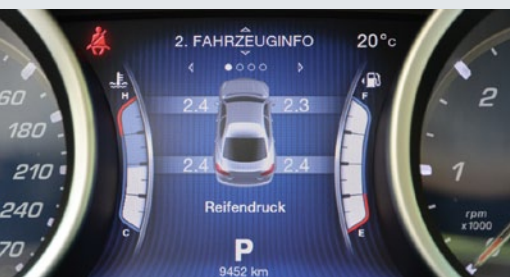 2. FAHRZEUGINFO
20°C
H
F
2.4 2.3
2.4 2.4
C
E
Reifendruck
P
9452 km
180
210
240
2
1
rpm
x1000